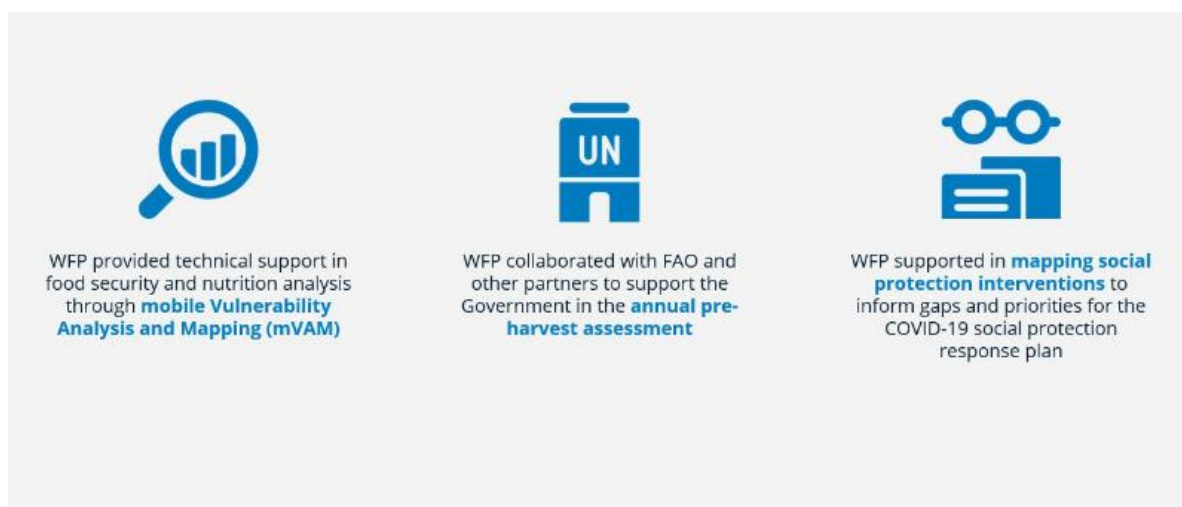 UN
WFP provided technical support in
food security and nutrition analysis
through mobile Vulnerability
Analysis and Mapping (mVAM)
WFP collaborated with FAO and
other partners to support the
Government in the annual pre-
harvest assessment
WFP supported in mapping social
protection interventions to
inform gaps and priorities for the
COVID-19 social protection
response plan